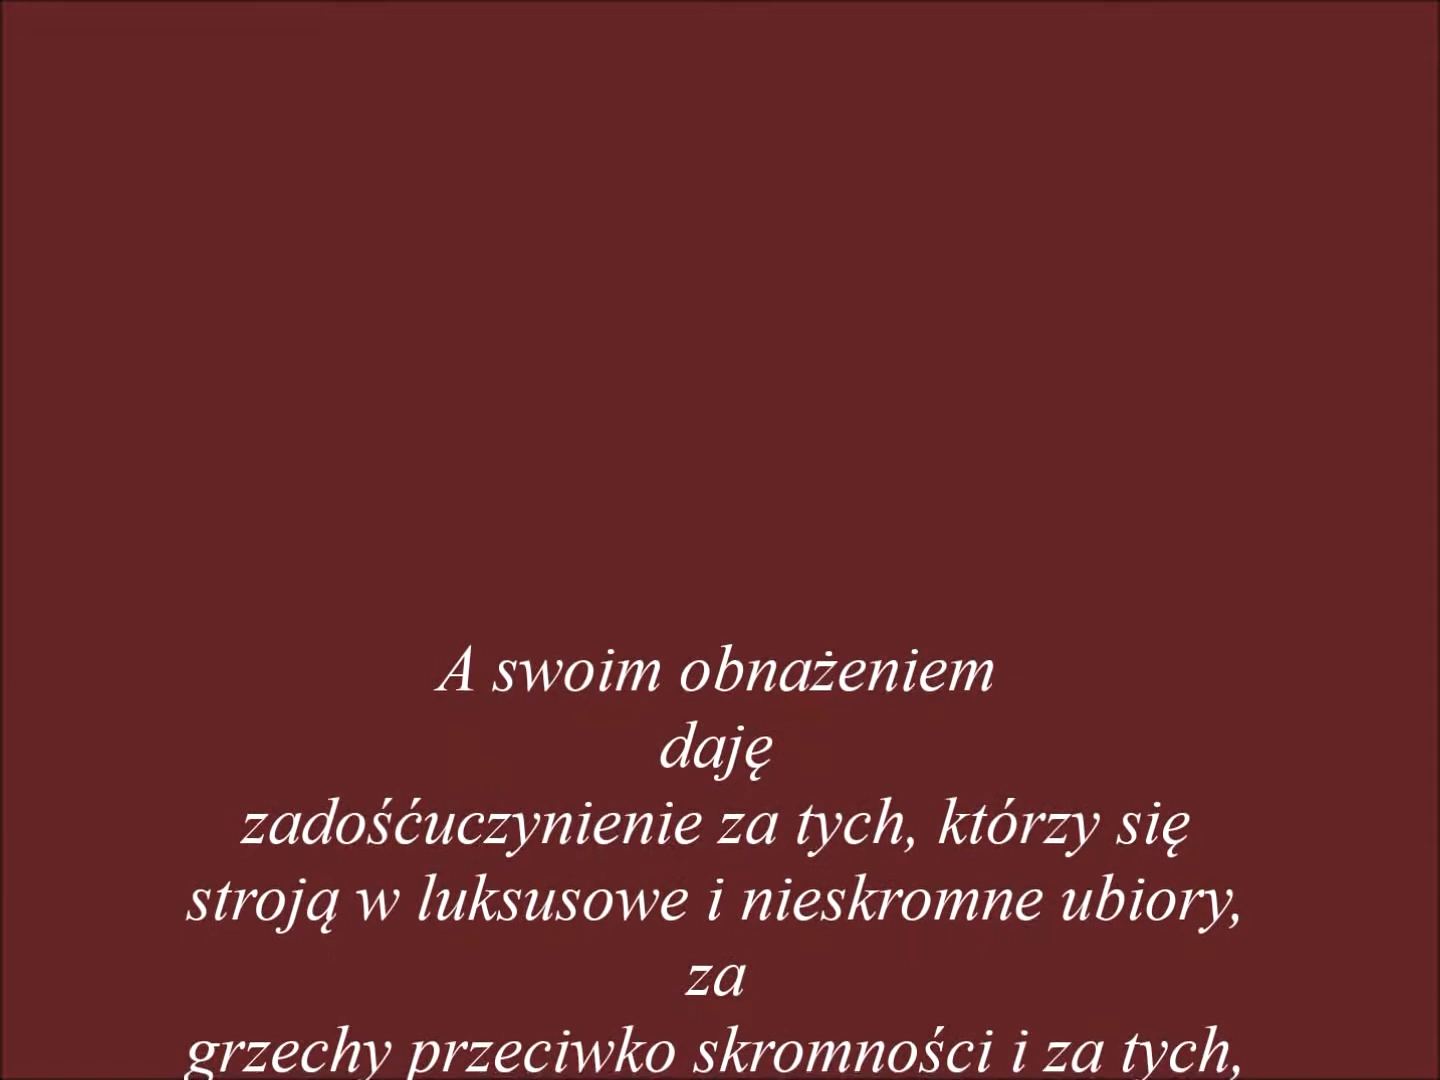 A swoim obnażeniem
daję
zadośćuczynienie za tych, którzy się
stroją w luksusowe i nieskromne ubiory,
za
grzechy przeciwko skromności i za tych,